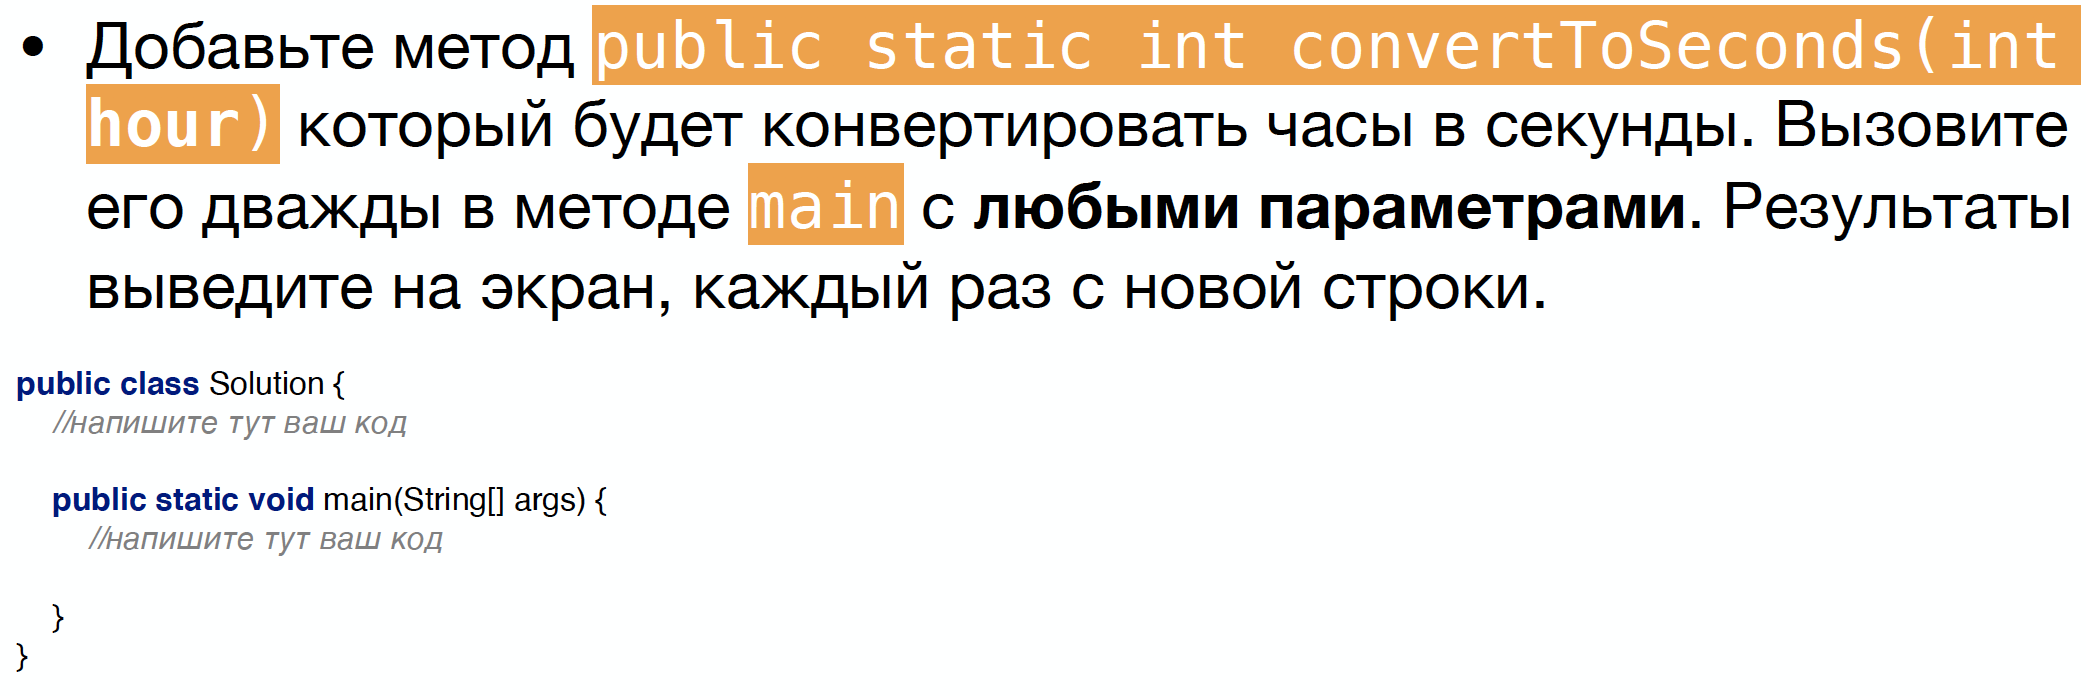 • Добавьте метод public static int convertToSeconds(int
hour) который будет конвертировать часы в секунды. Вызовите
его дважды в методе main с любыми параметрами. Результаты
выведите на экран, каждый раз с новой строки.
public class Solution {
//напишите тут ваш код
public static void main(String[] args) {
//напишите тут ваш код
}
}